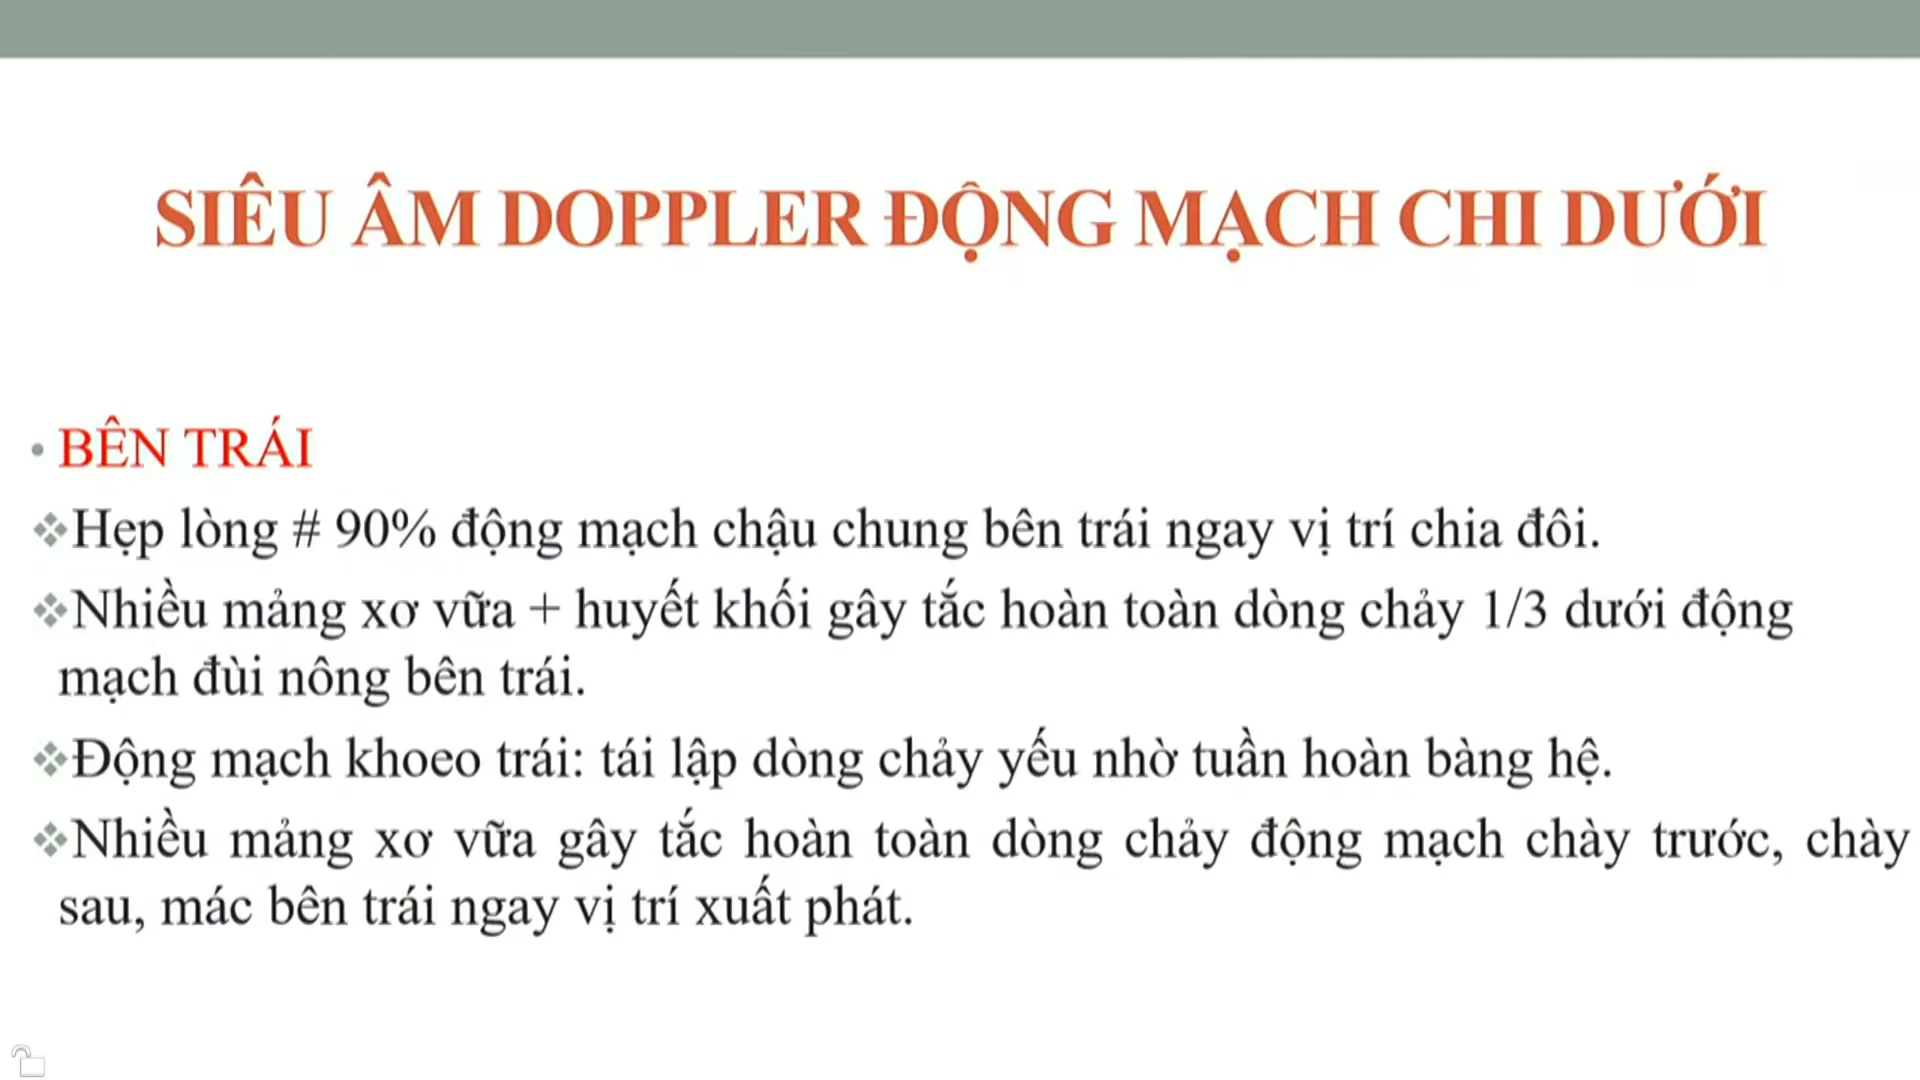 SIÊU ÂM DOPPLER ĐỘNG MẠCH CHI DƯỚI
• BÊN TRÁI
❖Hẹp lòng # 90% động mạch chậu chung bên trái ngay vị trí chia đôi.
❖Nhiều mảng xơ vữa + huyết khối gây tắc hoàn toàn dòng chảy 1/3 dưới động
mạch đùi nông bên trái.
❖Động mạch khoeo trái: tái lập dòng chảy yếu nhờ tuần hoàn bàng hệ.
❖Nhiều mảng xơ vữa gây tắc hoàn toàn dòng chảy động mạch chày trước, chày
sau, mác bên trái ngay vị trí xuất phát.